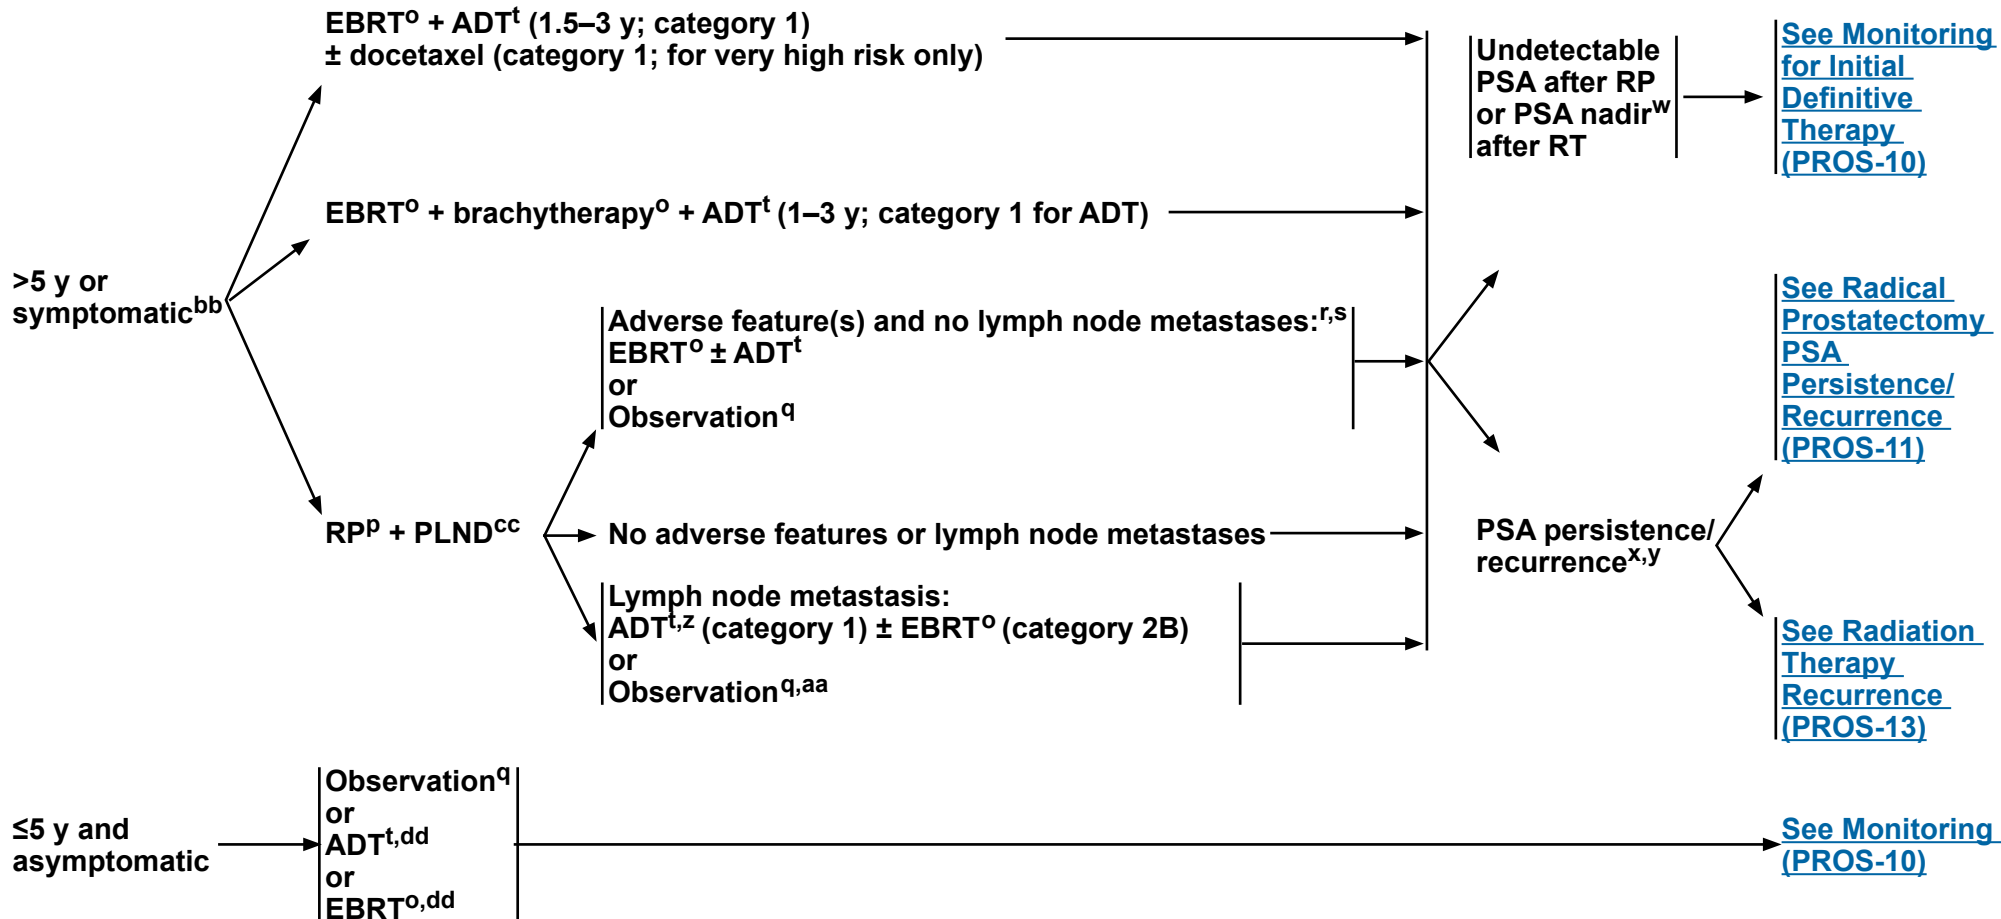 EBRTᵒ + ADTᵗ (1.5–3 y; category 1)
± docetaxel (category 1; for very high risk only)
Undetectable
PSA after RP
or PSA nadirʷ
after RT
See Monitoring
for Initial
Definitive
Therapy
(PROS-10)
EBRTᵒ + brachytherapyᵒ + ADTᵗ (1–3 y; category 1 for ADT)
>5 y or
symptomaticᵇᵇ
Adverse feature(s) and no lymph node metastases:ʳ,ˢ
EBRTᵒ ± ADTᵗ
or
Observation^q
See Radical
Prostatectomy
PSA
Persistence/
Recurrence
(PROS-11)
RPᵖ + PLNDᶜᶜ
No adverse features or lymph node metastases
PSA persistence/
recurrenceˣ,ʸ
Lymph node metastasis:
ADTᵗ,ᶻ (category 1) ± EBRTᵒ (category 2B)
or
Observation^q,aa
See Radiation
Therapy
Recurrence
(PROS-13)
≤5 y and
asymptomatic
Observation^q
or
ADTᵗ,ᵈᵈ
or
EBRTᵒ,ᵈᵈ
See Monitoring
(PROS-10)